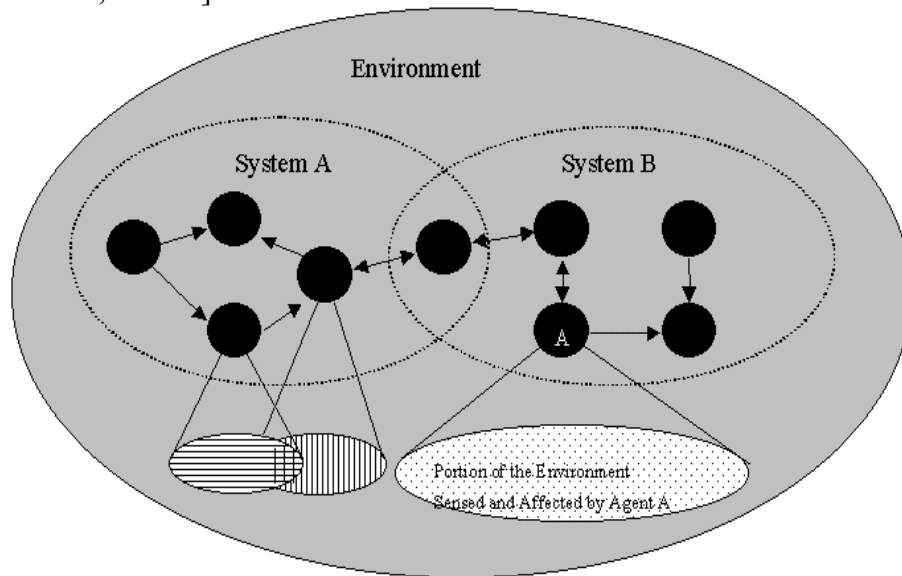 Environment
System A
System B
A
Portion of the Environment
Sensed and Affected by Agent A